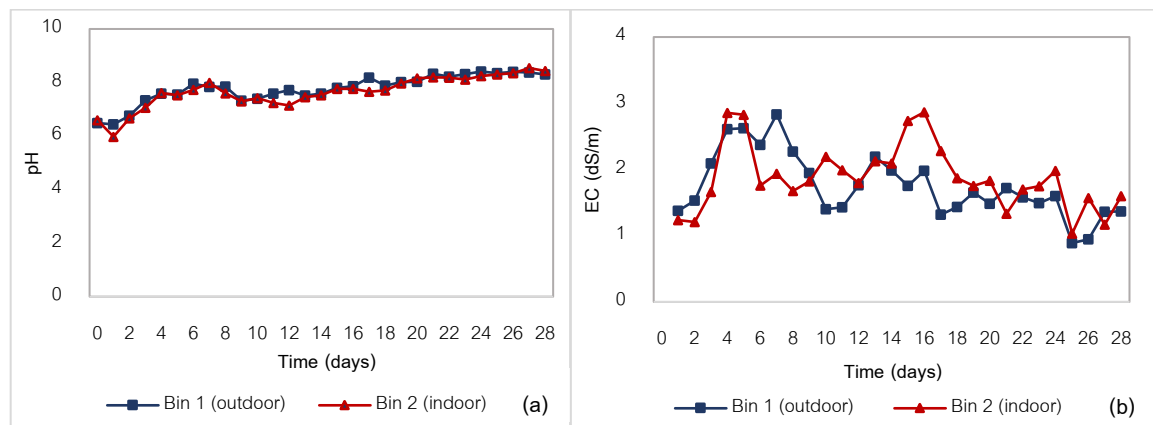 10
8
6
4
2
0
pH
0 2 4 6 8 10 12 14 16 18 20 22 24 26 28
Time (days)
Bin 1 (outdoor) Bin 2 (indoor) (a)
4
3
2
1
0
EC (dS/m)
0 2 4 6 8 10 12 14 16 18 20 22 24 26 28
Time (days)
Bin 1 (outdoor) Bin 2 (indoor) (b)